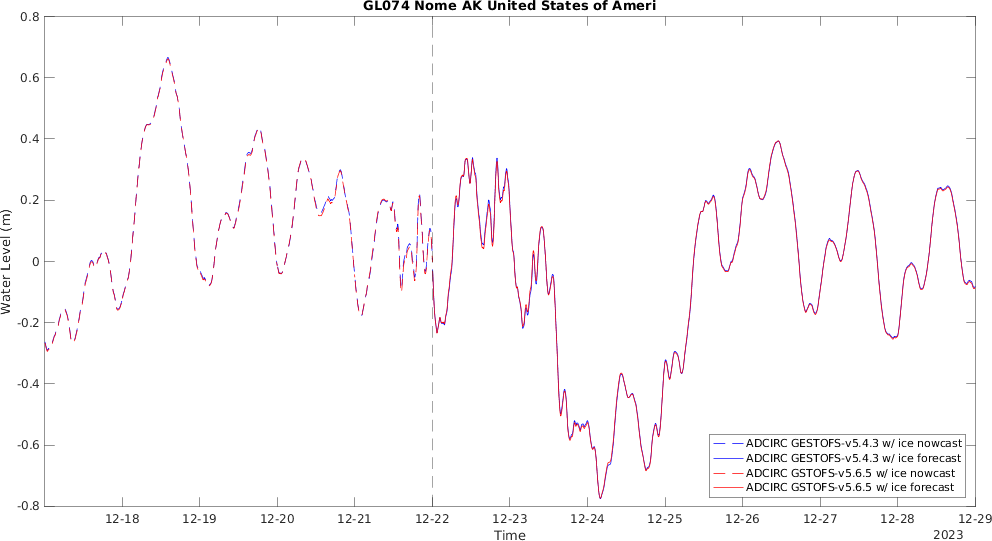 GL074 Nome AK United States of Ameri
0.8
0.6
0.4
0.2
0
-0.2
-0.4
-0.6
-0.8
Water Level (m)
ADCIRC GESTOFS-v5.4.3 w/ ice nowcast
ADCIRC GESTOFS-v5.4.3 w/ ice forecast
ADCIRC GSTOFS-v5.6.5 w/ ice nowcast
ADCIRC GSTOFS-v5.6.5 w/ ice forecast
12-18 12-19 12-20 12-21 12-22 12-23 12-24 12-25 12-26 12-27 12-28 12-29
Time
2023